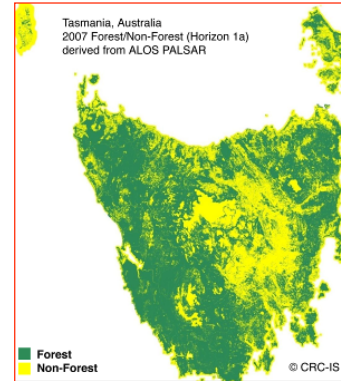 Tasmania, Australia
2007 Forest/Non-Forest (Horizon 1a)
derived from ALOS PALSAR
Forest
Non-Forest
© CRC-IS